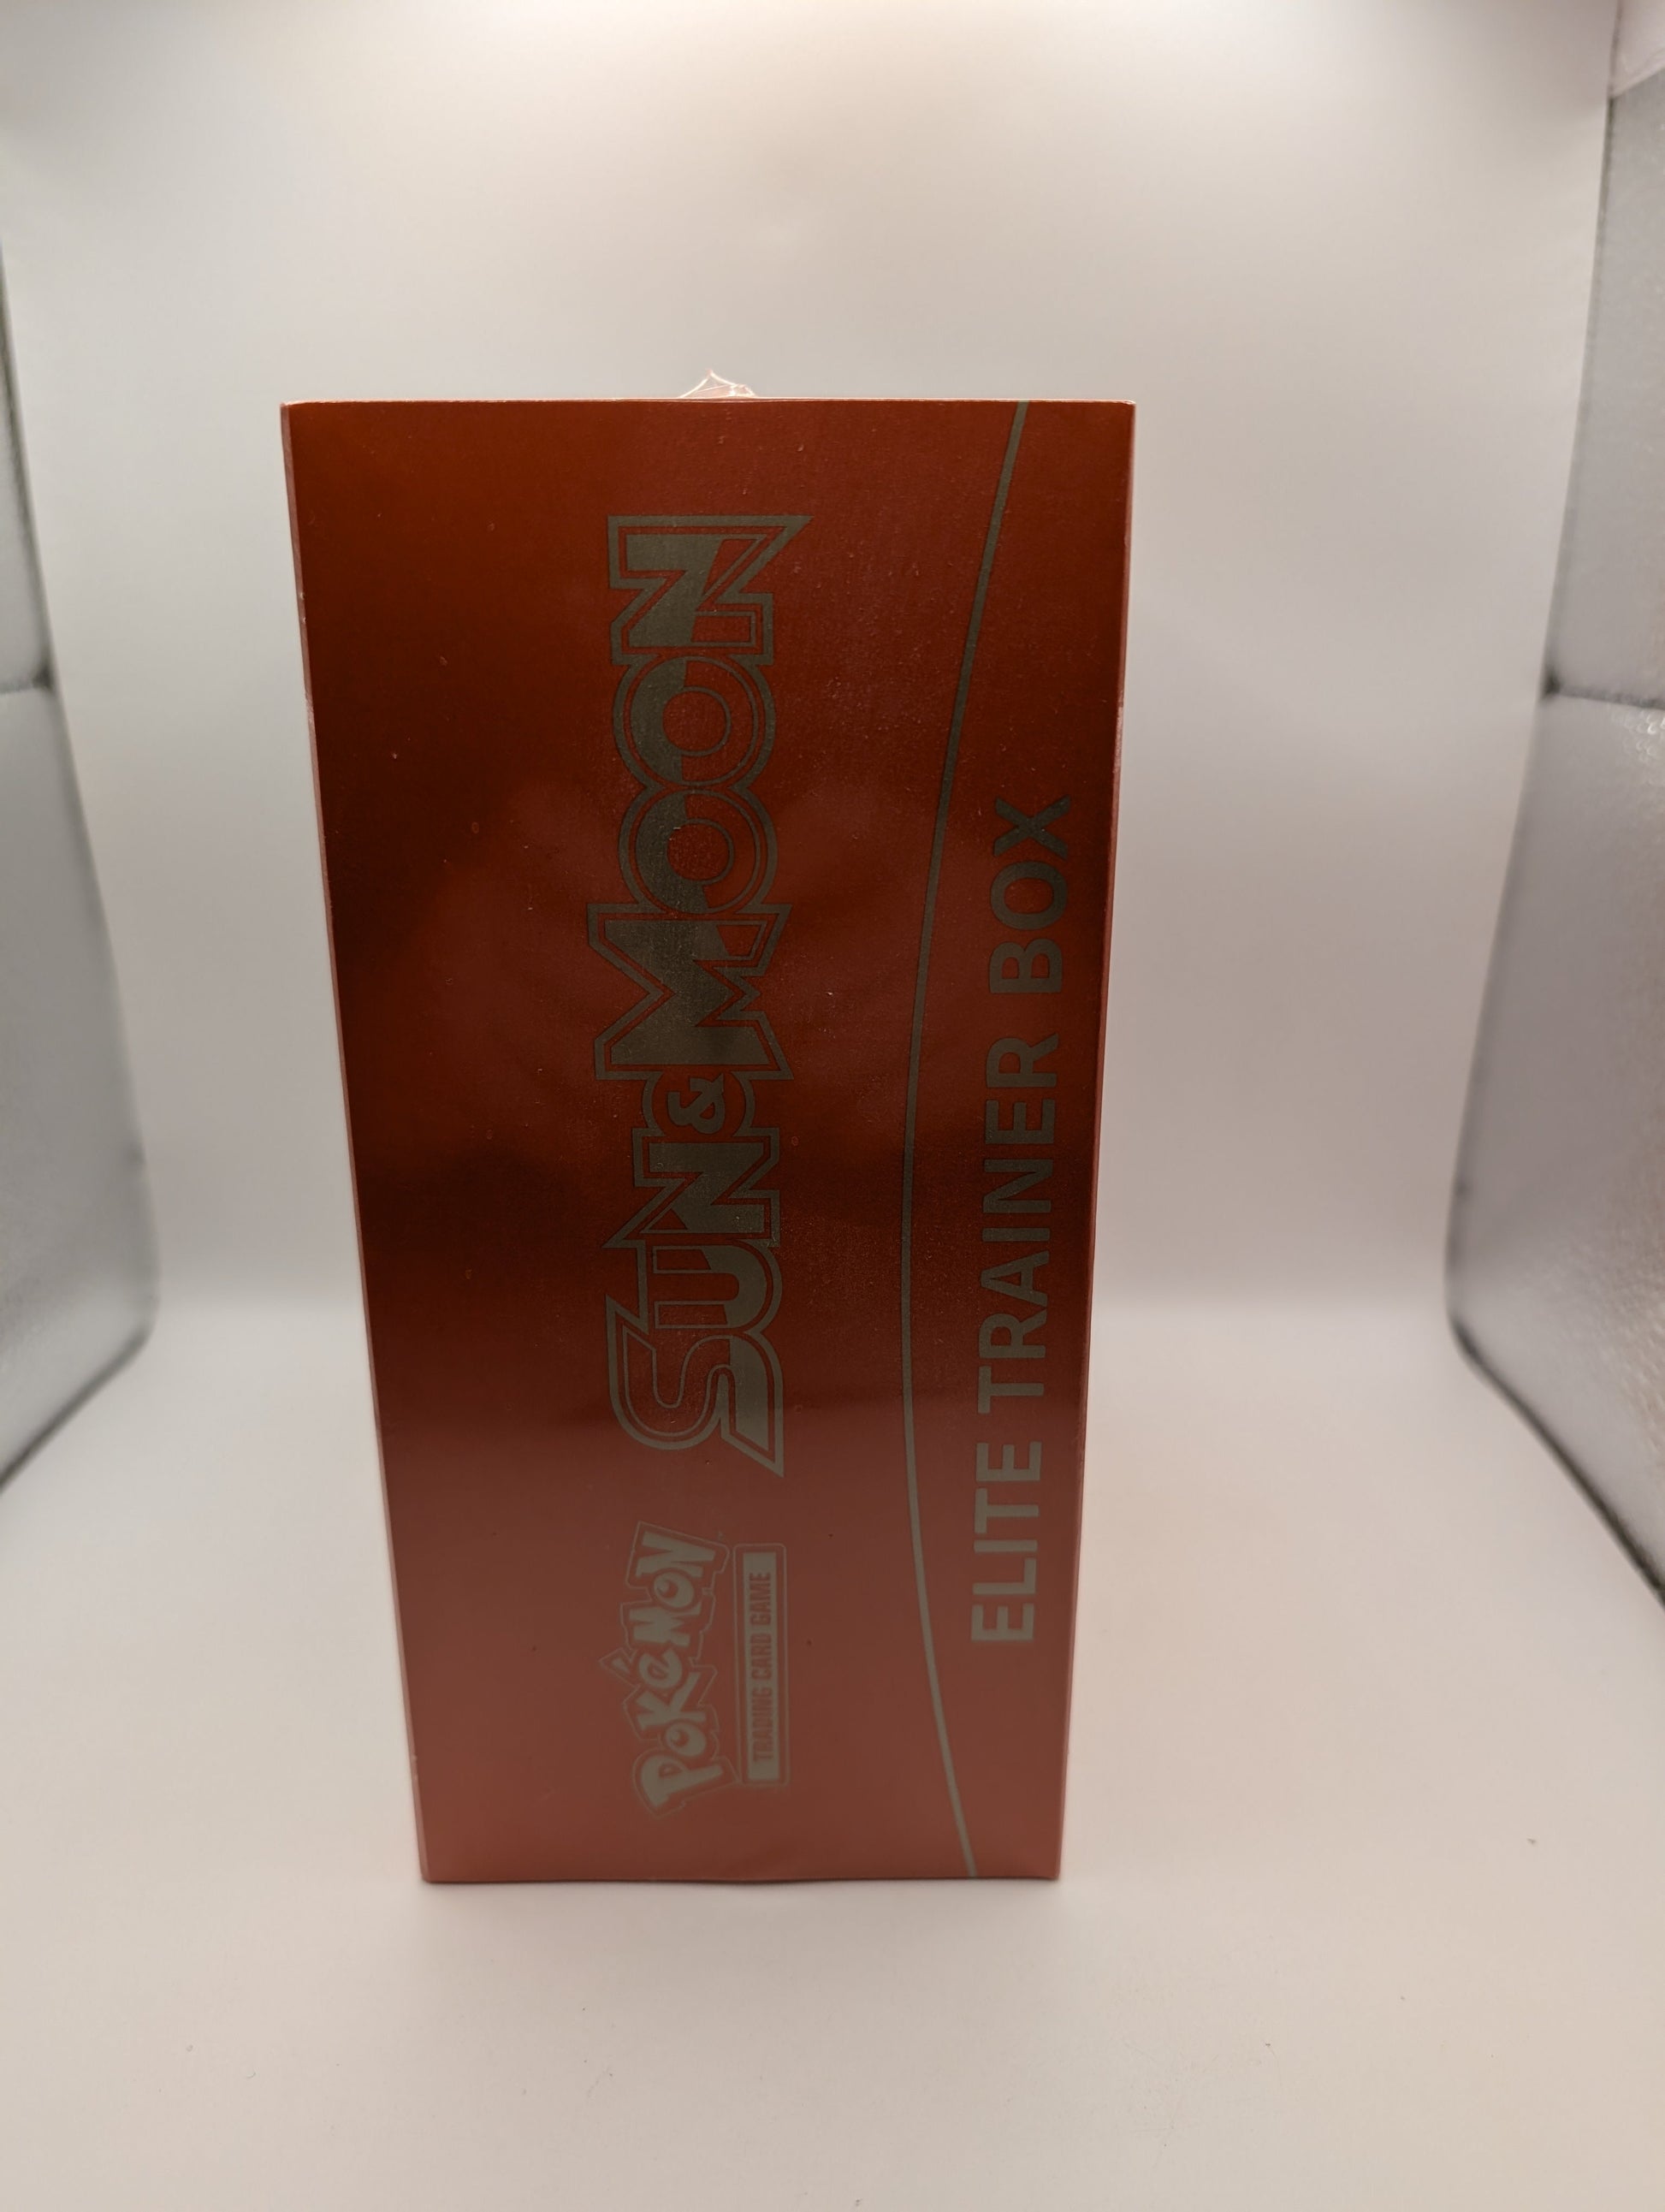 POKéMON
TRADING CARD GAME
SUN & MOON
ELITE TRAINER BOX